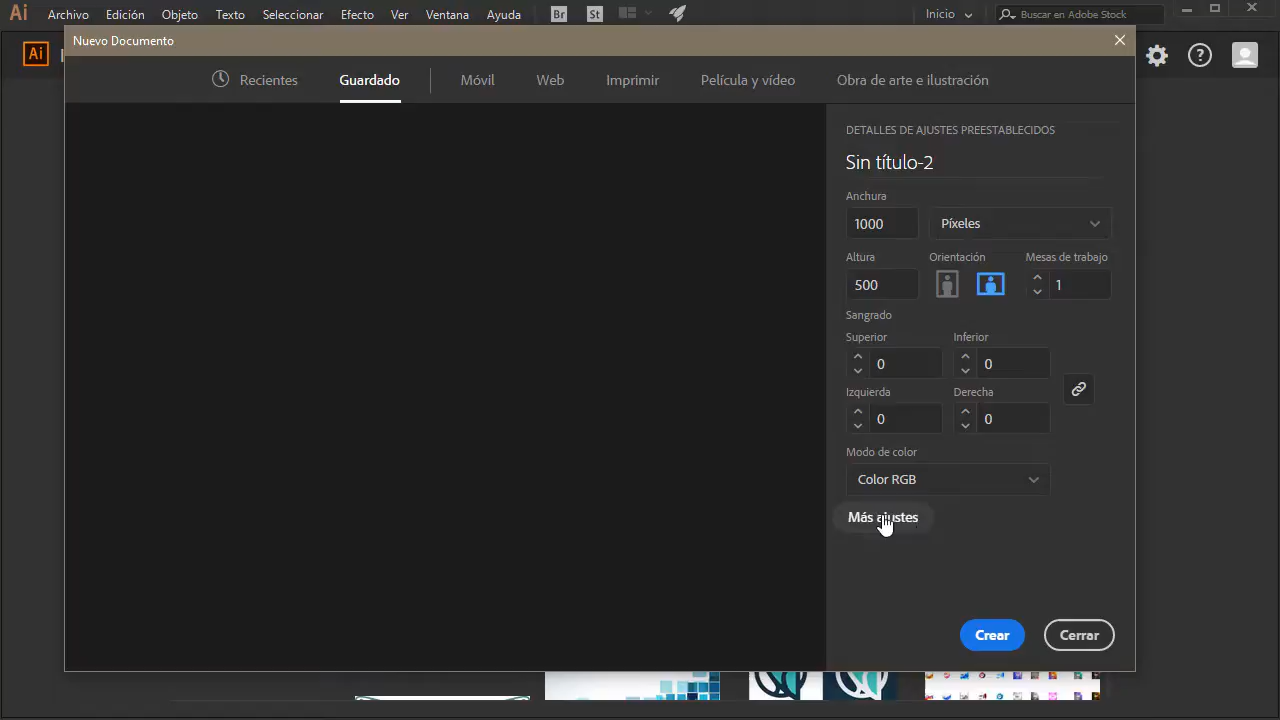 Ai Archivo Edición Objeto Texto Seleccionar Efecto Ver Ventana Ayuda Br St Inicio Buscar en Adobe Stock
Nuevo Documento
Ai
Recientes Guardado Móvil Web Imprimir Película y vídeo Obra de arte e ilustración
DETALLES DE AJUSTES PREESTABLECIDOS
Sin título-2
Anchura
1000 Píxeles
Altura Orientación Mesas de trabajo
500 1
Sangrado
Superior Inferior
0 0
Izquierda Derecha
0 0
Modo de color
Color RGB
Más ajustes
Crear Cerrar